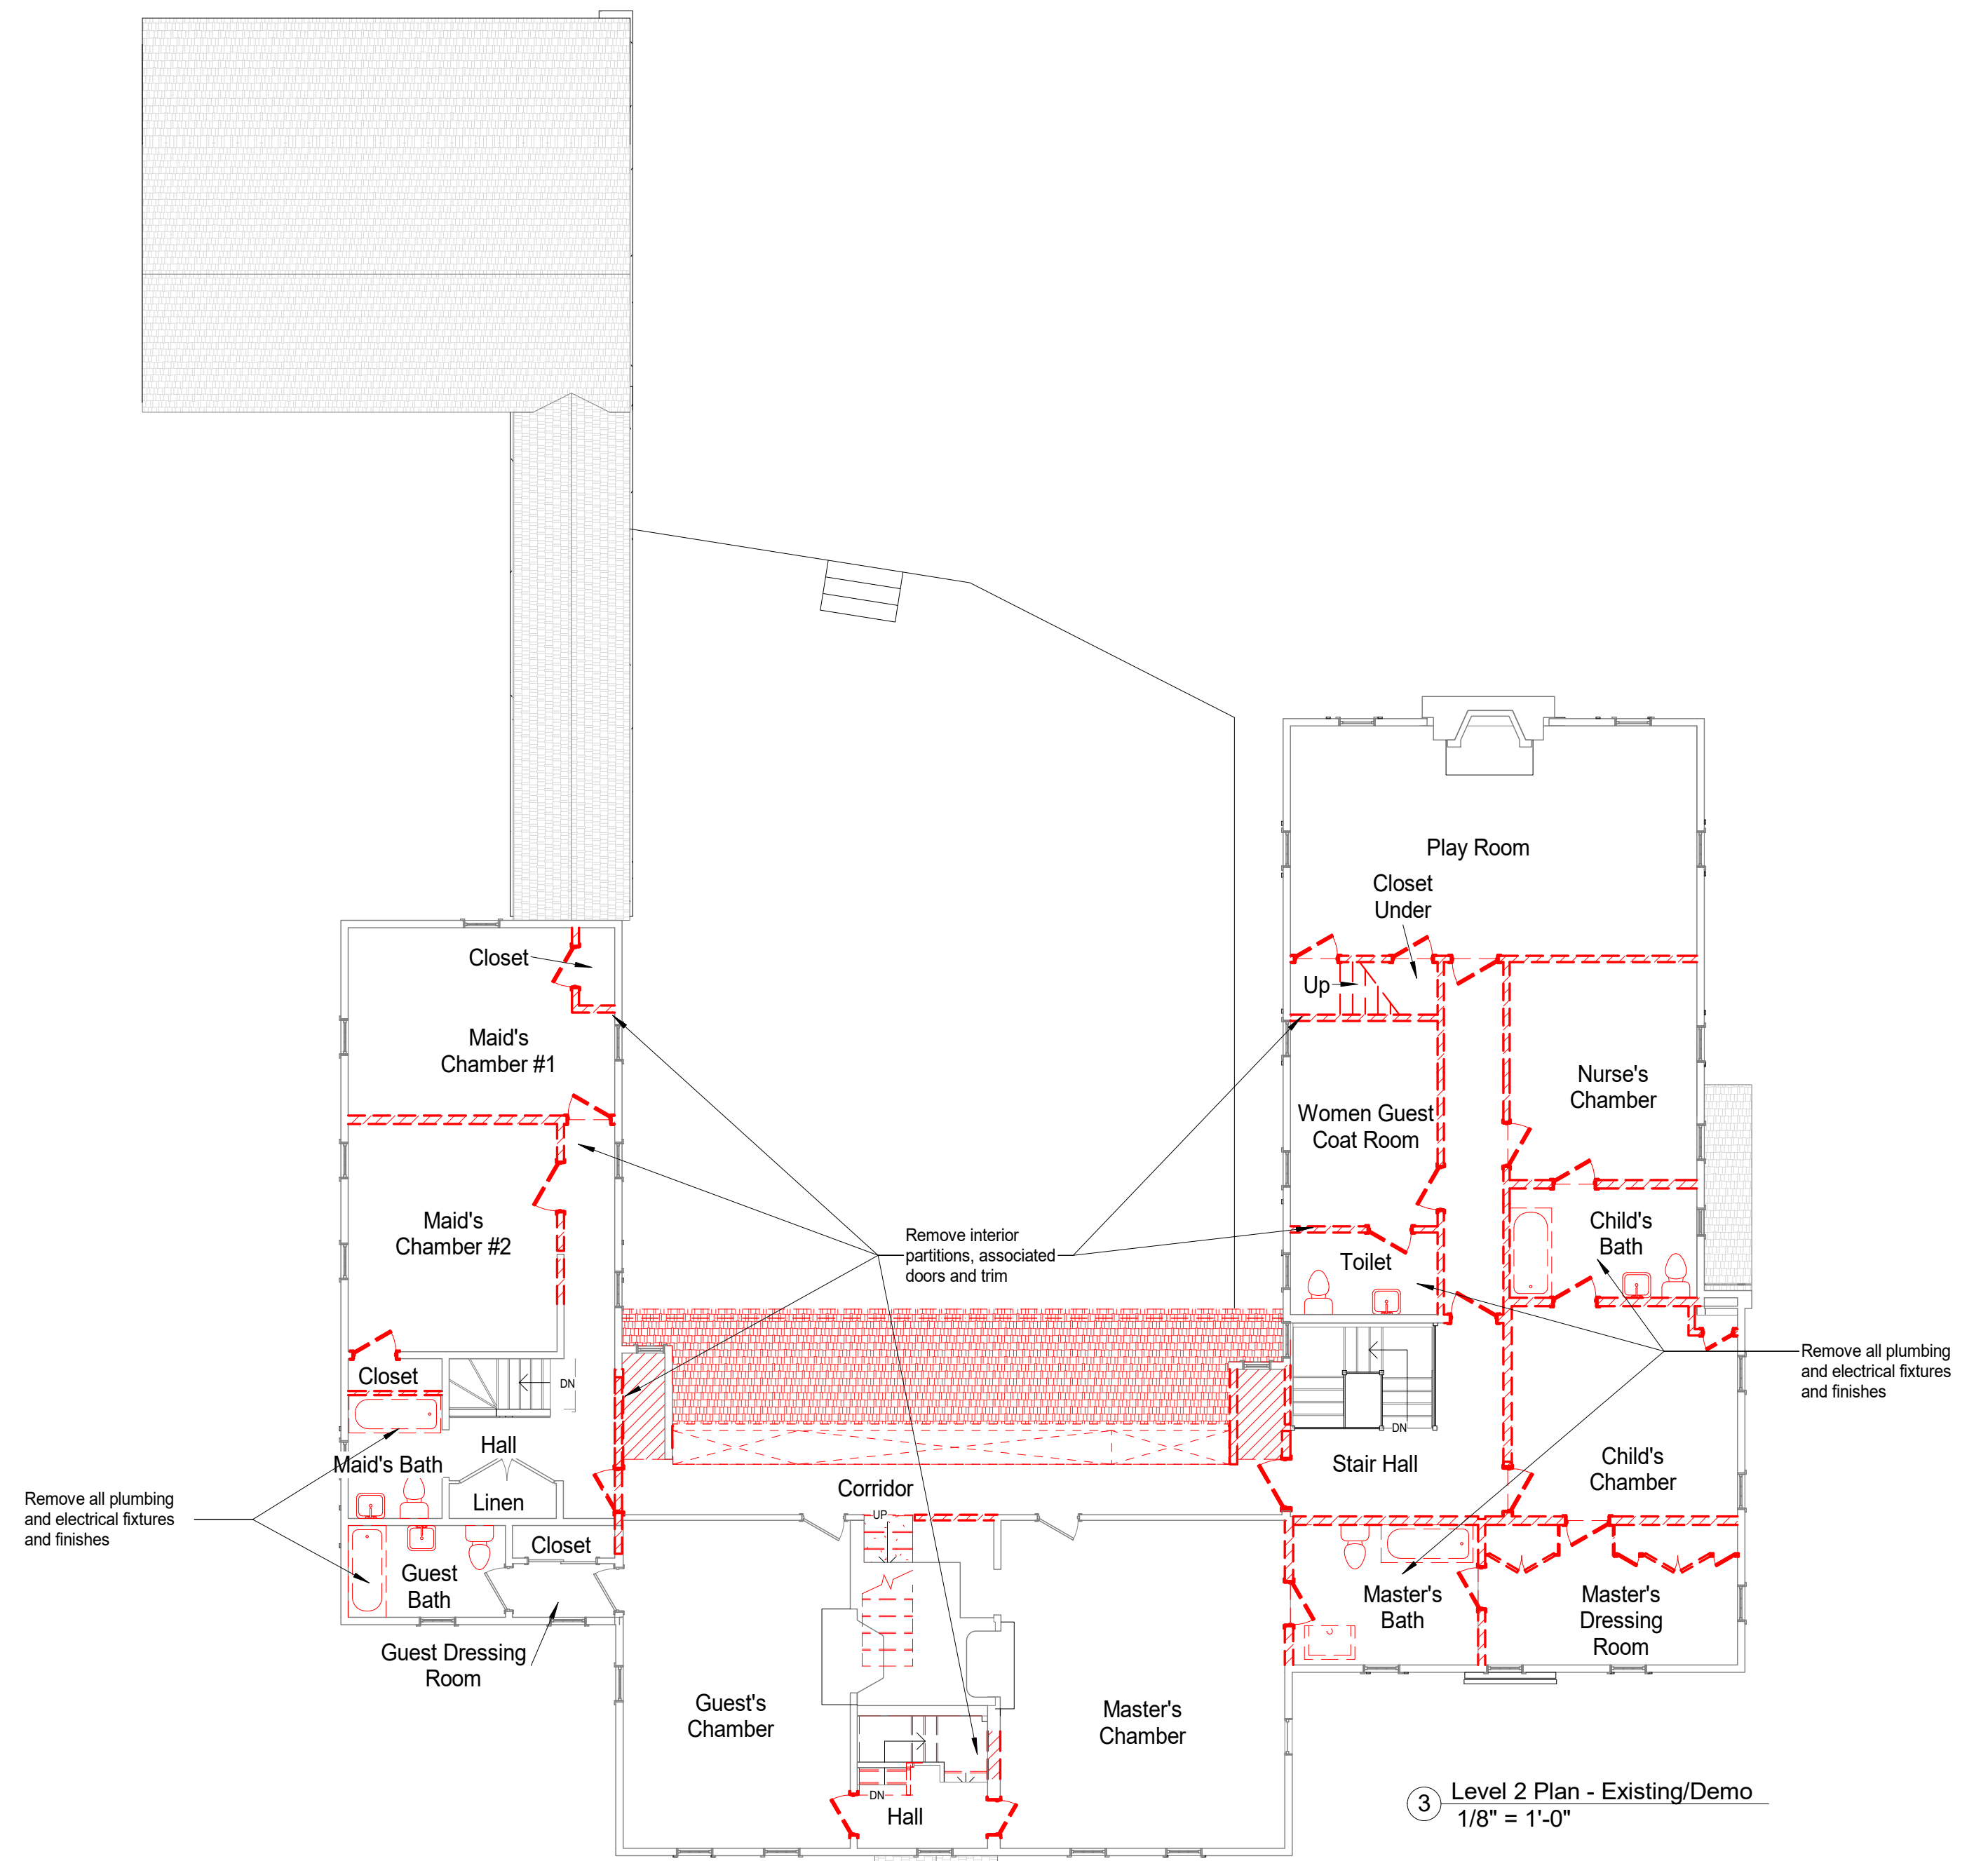 Play Room
Closet
Under
Closet
Up
Maid's
Chamber #1
Nurse's
Chamber
Women Guest
Coat Room
Maid's
Chamber #2
Child's
Bath
Remove interior
partitions, associated
doors and trim
Toilet
Remove all plumbing
and electrical fixtures
and finishes
Closet
DN
DN
Hall
Maid's Bath
Stair Hall
Child's
Chamber
Corridor
Linen
Remove all plumbing
and electrical fixtures
and finishes
UP
Closet
Guest
Bath
Master's
Bath
Master's
Dressing
Room
Guest Dressing
Room
Guest's
Chamber
Master's
Chamber
DN
Hall
3
Level 2 Plan - Existing/Demo
1/8" = 1'-0"